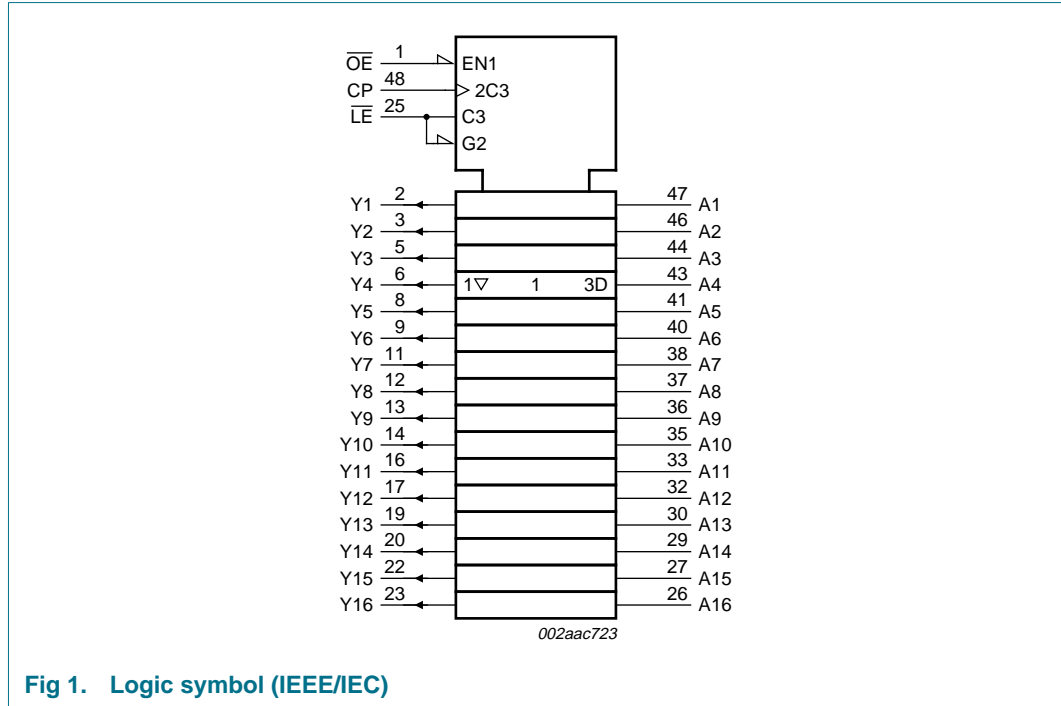 OE 1 EN1
CP 48 2C3
LE 25 C3
G2
Y1 2 47 A1
Y2 3 46 A2
Y3 5 44 A3
Y4 6 1▽ 1 3D 43 A4
Y5 8 41 A5
Y6 9 40 A6
Y7 11 38 A7
Y8 12 37 A8
Y9 13 36 A9
Y10 14 35 A10
Y11 16 33 A11
Y12 17 32 A12
Y13 19 30 A13
Y14 20 29 A14
Y15 22 27 A15
Y16 23 26 A16
002aac723
Fig 1. Logic symbol (IEEE/IEC)